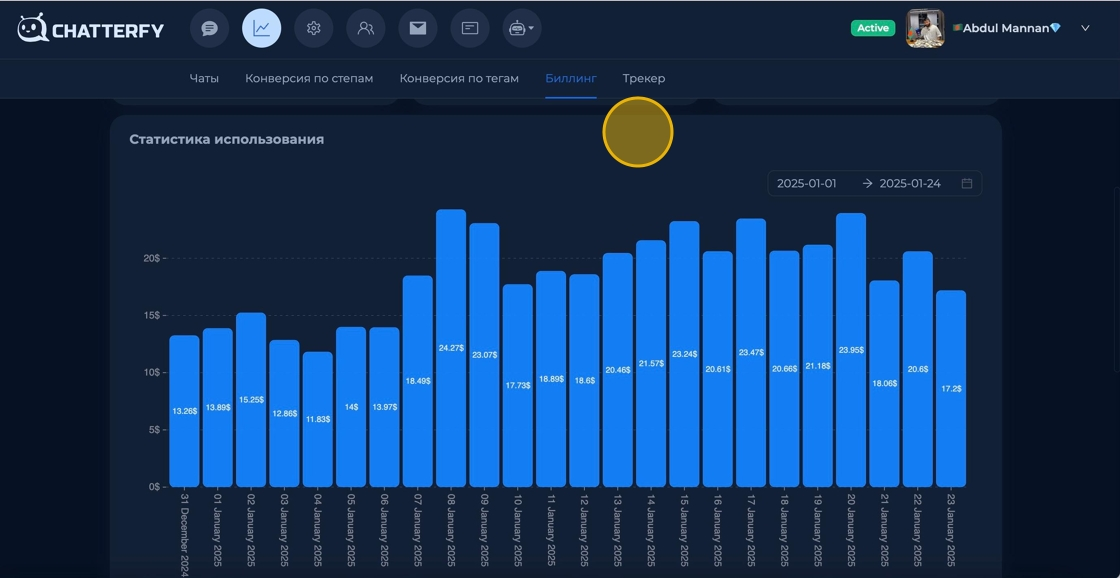 CHATTERFY
Active
Abdul Mannan
Чаты Конверсия по степам Конверсия по тегам Биллинг Трекер
Статистика использования
2025-01-01 → 2025-01-24
20$
15$
10$
5$
0$
13.26$
13.89$
15.25$
12.86$
11.83$
14$
13.97$
18.49$
24.27$
23.07$
17.73$
18.89$
18.6$
20.46$
21.57$
23.24$
20.61$
23.47$
20.66$
21.18$
23.95$
18.06$
20.6$
17.2$
31 December 2024
01 January 2025
02 January 2025
03 January 2025
04 January 2025
05 January 2025
06 January 2025
07 January 2025
08 January 2025
09 January 2025
10 January 2025
11 January 2025
12 January 2025
13 January 2025
14 January 2025
15 January 2025
16 January 2025
17 January 2025
18 January 2025
19 January 2025
20 January 2025
21 January 2025
22 January 2025
23 January 2025